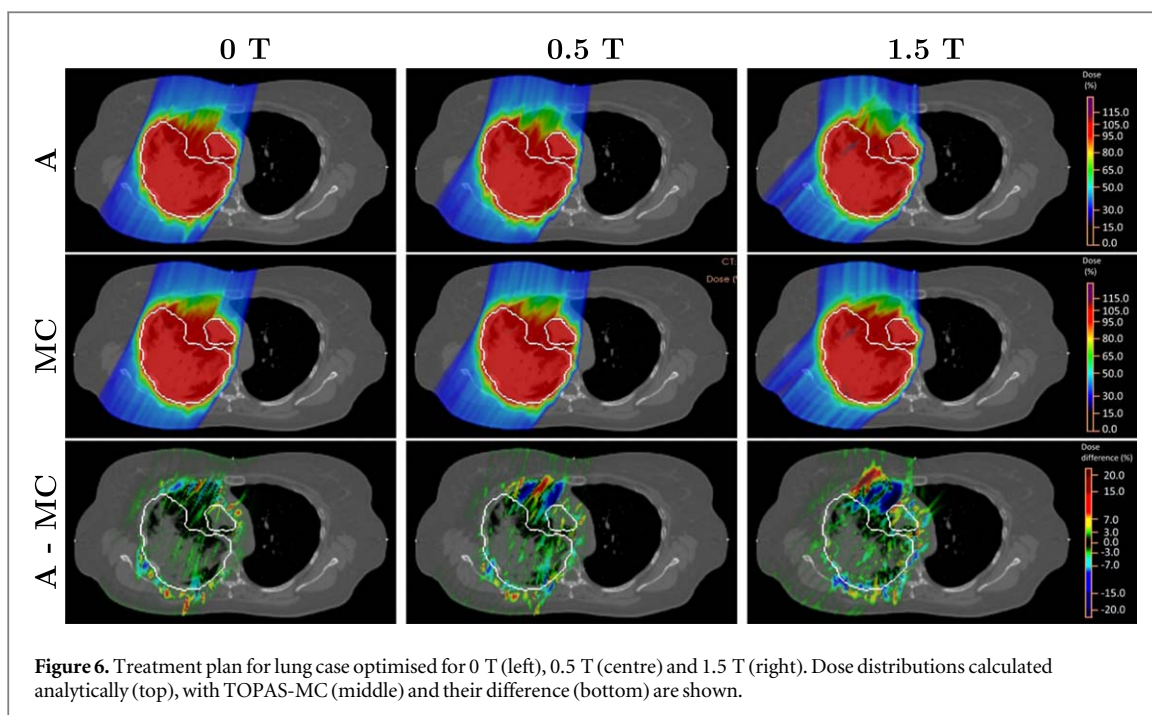 0 T 0.5 T 1.5 T
A
Dose
(%)
115.0
105.0
95.0
80.0
65.0
50.0
30.0
15.0
0.0
MC
CT:
Dose (
Dose
(%)
115.0
105.0
95.0
80.0
65.0
50.0
30.0
15.0
0.0
A - MC
Dose
difference (%)
20.0
15.0
7.0
3.0
0.0
-3.0
-7.0
-15.0
-20.0
Figure 6. Treatment plan for lung case optimised for 0 T (left), 0.5 T (centre) and 1.5 T (right). Dose distributions calculated
analytically (top), with TOPAS-MC (middle) and their difference (bottom) are shown.